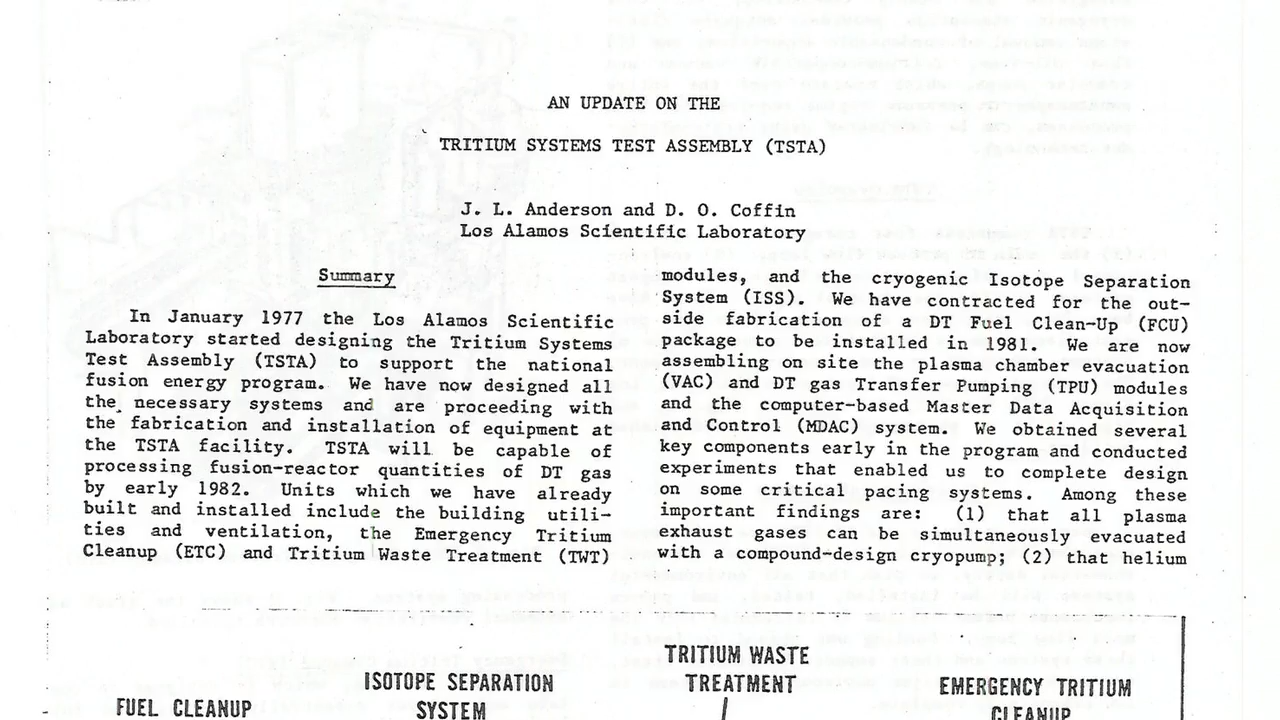 AN UPDATE ON THE
TRITIUM SYSTEMS TEST ASSEMBLY (TSTA)
J. L. Anderson and D. O. Coffin
Los Alamos Scientific Laboratory
Summary
In January 1977 the Los Alamos Scientific
Laboratory started designing the Tritium Systems
Test Assembly (TSTA) to support the national
fusion energy program. We have now designed all
the necessary systems and are proceeding with
the fabrication and installation of equipment at
the TSTA facility. TSTA will be capable of
processing fusion-reactor quantities of DT gas
by early 1982. Units which we have already
built and installed include the building utili-
ties and ventilation, the Emergency Tritium
Cleanup (ETC) and Tritium Waste Treatment (TWT)
modules, and the cryogenic Isotope Separation
System (ISS). We have contracted for the out-
side fabrication of a DT Fuel Clean-Up (FCU)
package to be installed in 1981. We are now
assembling on site the plasma chamber evacuation
(VAC) and DT gas Transfer Pumping (TPU) modules
and the computer-based Master Data Acquisition
and Control (MDAC) system. We obtained several
key components early in the program and conducted
experiments that enabled us to complete design
on some critical pacing systems. Among these
important findings are: (1) that all plasma
exhaust gases can be simultaneously evacuated
with a compound-design cryopump; (2) that helium
TRITIUM WASTE
TREATMENT
ISOTOPE SEPARATION
SYSTEM
EMERGENCY TRITIUM
CLEANUP
FUEL CLEANUP